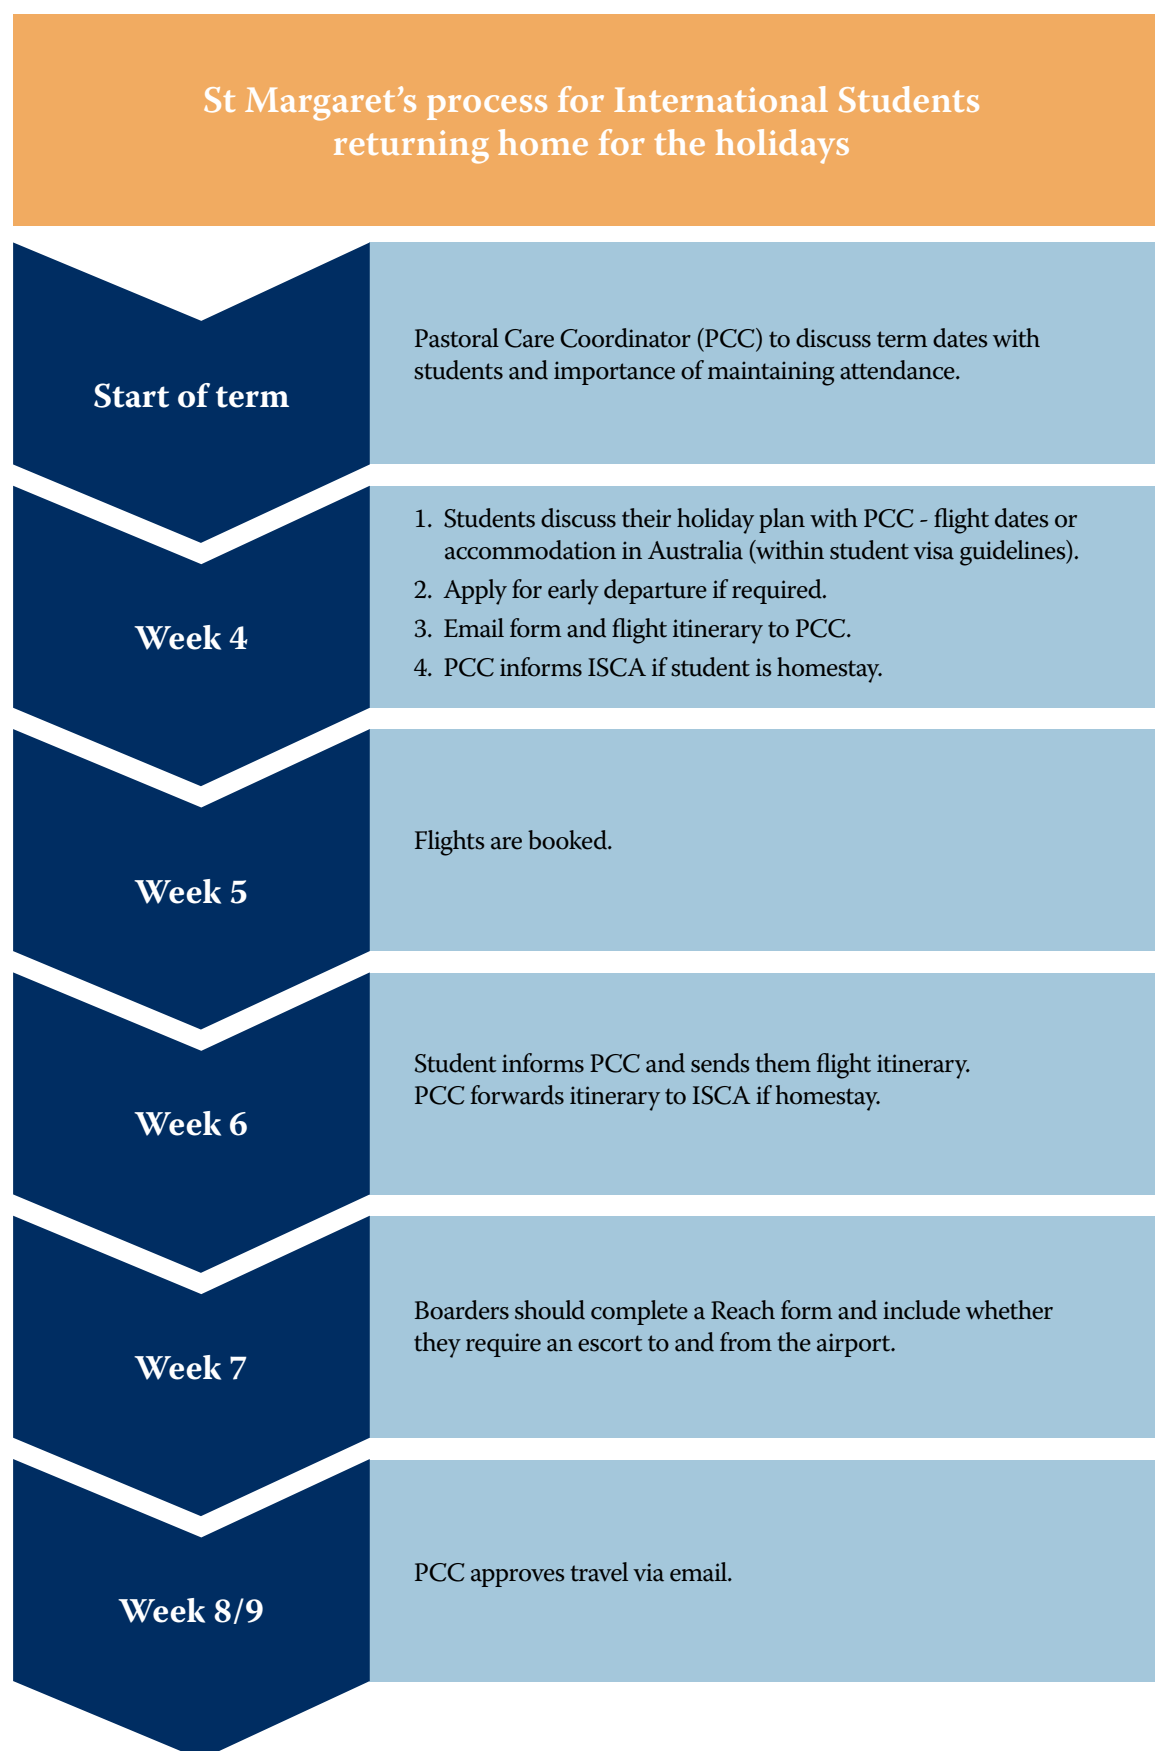 St Margaret's process for International Students
returning home for the holidays
Start of term
Pastoral Care Coordinator (PCC) to discuss term dates with
students and importance of maintaining attendance.
Week 4
1. Students discuss their holiday plan with PCC - flight dates or
accommodation in Australia (within student visa guidelines).
2. Apply for early departure if required.
3. Email form and flight itinerary to PCC.
4. PCC informs ISCA if student is homestay.
Week 5
Flights are booked.
Week 6
Student informs PCC and sends them flight itinerary.
PCC forwards itinerary to ISCA if homestay.
Week 7
Boarders should complete a Reach form and include whether
they require an escort to and from the airport.
Week 8/9
PCC approves travel via email.